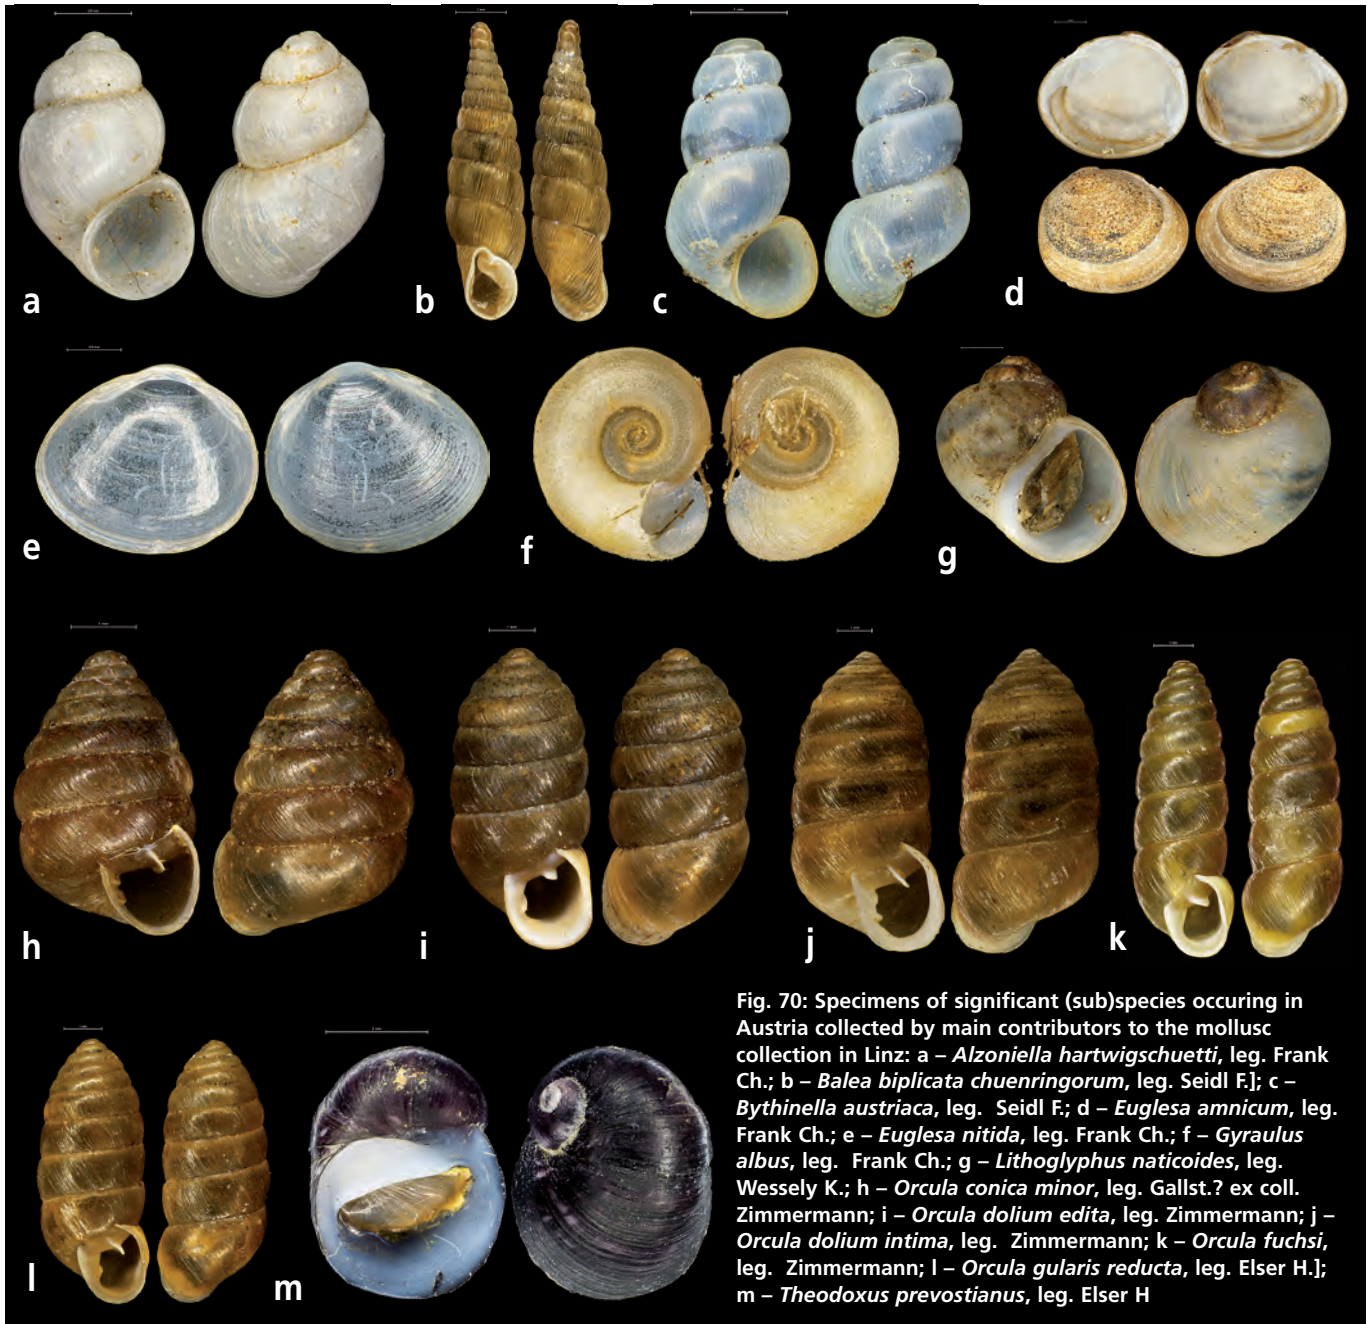 a
b
c
d
e
f
g
h
i
j
k
l
m
Fig. 70: Specimens of significant (sub)species occuring in
Austria collected by main contributors to the mollusc
collection in Linz: a – Alzoniella hartwigschuetti, leg. Frank
Ch.; b – Balea biplicata chuenringorum, leg. Seidl F.]; c –
Bythinella austriaca, leg. Seidl F.; d – Euglesa amnicum, leg.
Frank Ch.; e – Euglesa nitida, leg. Frank Ch.; f – Gyraulus
albus, leg. Frank Ch.; g – Lithoglyphus naticoides, leg.
Wessely K.; h – Orcula conica minor, leg. Gallst.? ex coll.
Zimmermann; i – Orcula dolium edita, leg. Zimmermann; j –
Orcula dolium intima, leg. Zimmermann; k – Orcula fuchsi,
leg. Zimmermann; l – Orcula gularis reducta, leg. Elser H.];
m – Theodoxus prevostianus, leg. Elser H